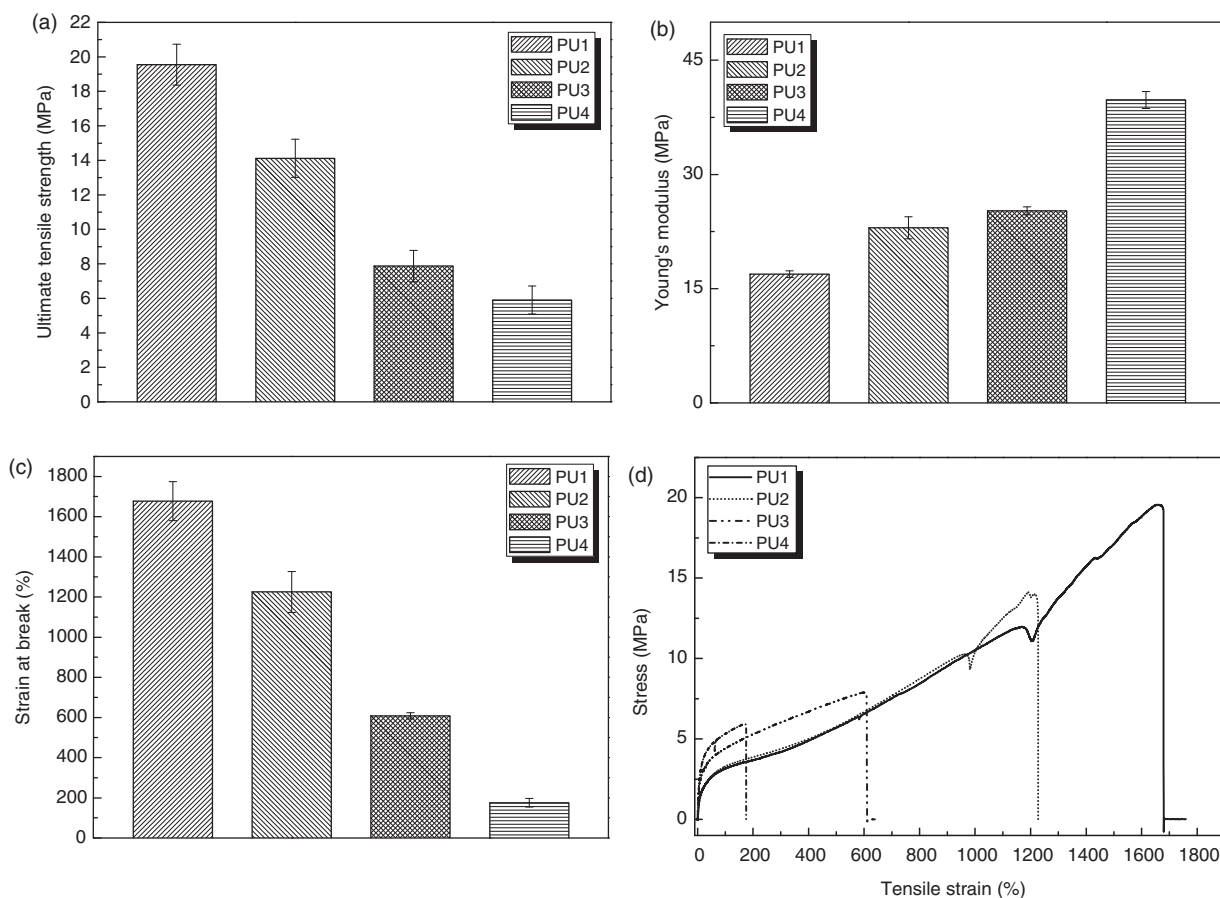 (a)
22
20
18
16
14
12
10
8
6
4
2
0
Ultimate tensile strength (MPa)
PU1
PU2
PU3
PU4
(b)
45
30
15
0
Young's modulus (MPa)
PU1
PU2
PU3
PU4
(c)
1800
1600
1400
1200
1000
800
600
400
200
0
Strain at break (%)
PU1
PU2
PU3
PU4
(d)
20
15
10
5
0
Stress (MPa)
PU1
PU2
PU3
PU4
0 200 400 600 800 1000 1200 1400 1600 1800
Tensile strain (%)